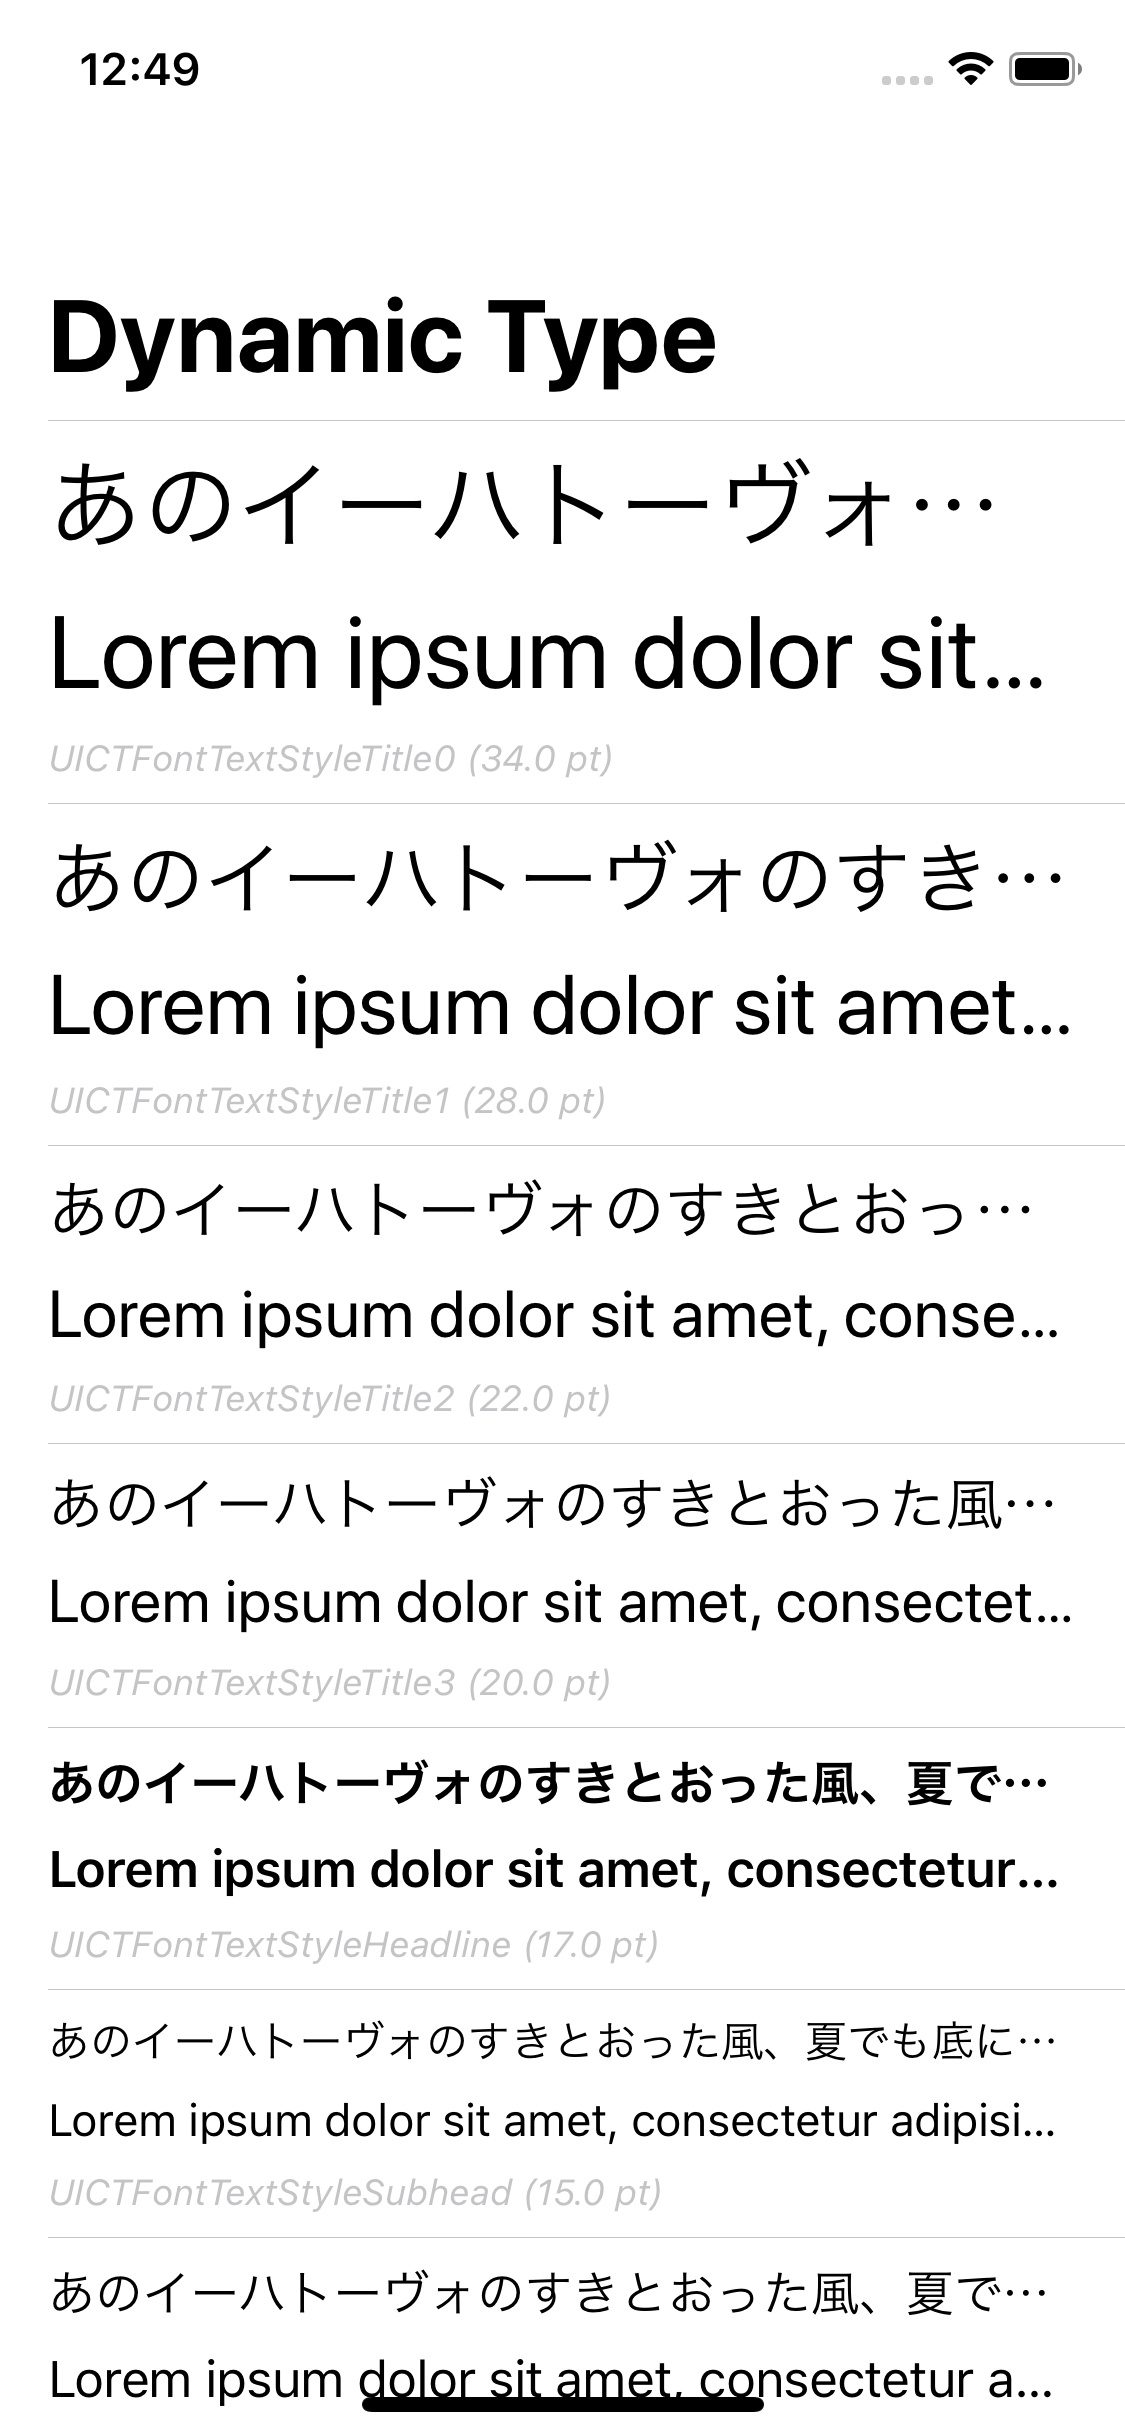 12:49
Dynamic Type
あのイーハトーヴォ…
Lorem ipsum dolor sit...
UICTFontTextStyleTitle0 (34.0 pt)
あのイーハトーヴォのすき…
Lorem ipsum dolor sit amet...
UICTFontTextStyleTitle1 (28.0 pt)
あのイーハトーヴォのすきとおっ…
Lorem ipsum dolor sit amet, conse...
UICTFontTextStyleTitle2 (22.0 pt)
あのイーハトーヴォのすきとおった風…
Lorem ipsum dolor sit amet, consectet...
UICTFontTextStyleTitle3 (20.0 pt)
あのイーハトーヴォのすきとおった風、夏で…
Lorem ipsum dolor sit amet, consectetur...
UICTFontTextStyleHeadline (17.0 pt)
あのイーハトーヴォのすきとおった風、夏でも底に…
Lorem ipsum dolor sit amet, consectetur adipisi...
UICTFontTextStyleSubhead (15.0 pt)
あのイーハトーヴォのすきとおった風、夏で…
Lorem ipsum dolor sit amet, consectetur a...